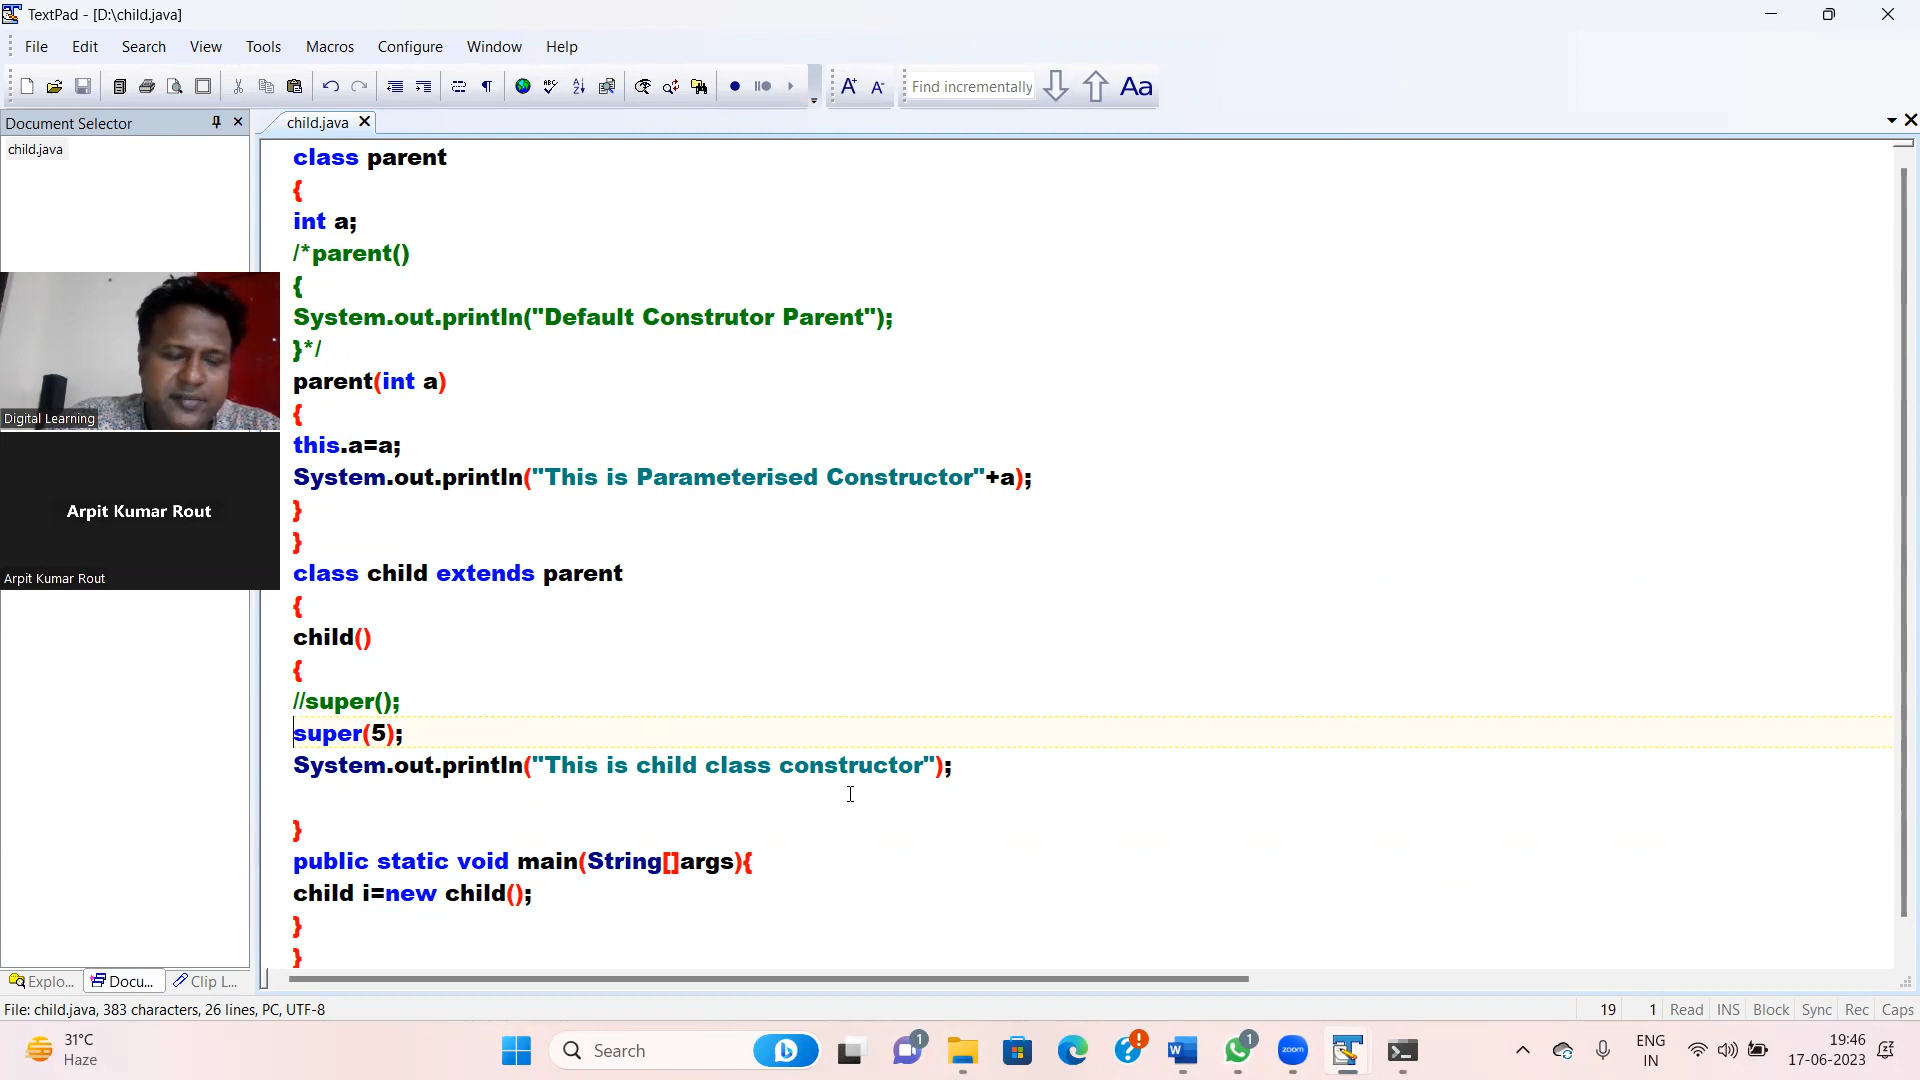 TextPad - [D:\child.java]
File Edit Search View Tools Macros Configure Window Help
Find incrementally
Aa
Document Selector
child.java
child.java
class parent
{
int a;
/*parent()
{
System.out.println("Default Construtor Parent");
}*/
parent(int a)
{
this.a=a;
System.out.println("This is Parameterised Constructor"+a);
}
}
class child extends parent
{
child()
{
//super();
super(5);
System.out.println("This is child class constructor");
}
public static void main(String[]args){
child i=new child();
}
}
Digital Learning
Arpit Kumar Rout
Arpit Kumar Rout
Explo... Docu... Clip L...
File: child.java, 383 characters, 26 lines, PC, UTF-8
19 1 Read INS Block Sync Rec Caps
31°C
Haze
Search
1
W
1
zoom
ENG
IN
19:46
17-06-2023